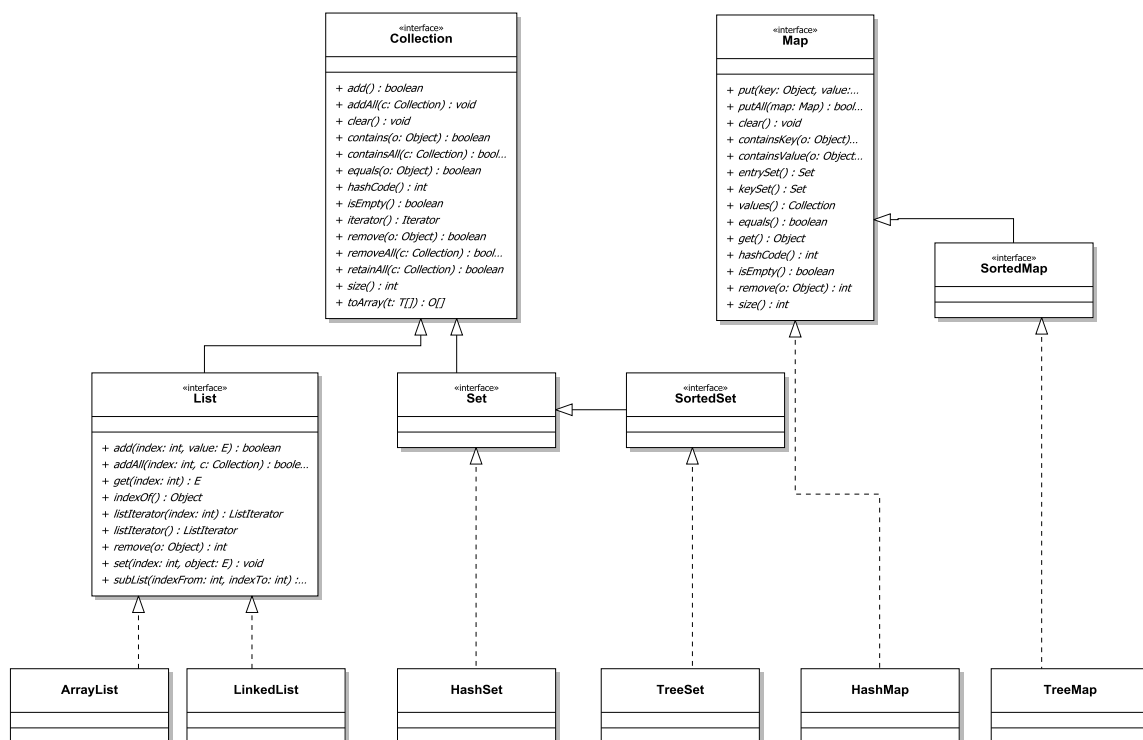 «interface»
Collection
+ add() : boolean
+ addAll(c: Collection) : void
+ clear() : void
+ contains(o: Object) : boolean
+ containsAll(c: Collection) : bool...
+ equals(o: Object) : boolean
+ hashCode() : int
+ isEmpty() : boolean
+ iterator() : Iterator
+ remove(o: Object) : boolean
+ removeAll(c: Collection) : bool...
+ retainAll(c: Collection) : boolean
+ size() : int
+ toArray(t: T[]) : O[]
«interface»
Map
+ put(key: Object, value:...
+ putAll(map: Map) : bool...
+ clear() : void
+ containsKey(o: Object)...
+ containsValue(o: Object...
+ entrySet() : Set
+ keySet() : Set
+ values() : Collection
+ equals() : boolean
+ get() : Object
+ hashCode() : int
+ isEmpty() : boolean
+ remove(o: Object) : int
+ size() : int
«interface»
SortedMap
«interface»
List
+ add(index: int, value: E) : boolean
+ addAll(index: int, c: Collection) : boole...
+ get(index: int) : E
+ indexOf() : Object
+ listIterator(index: int) : ListIterator
+ listIterator() : ListIterator
+ remove(o: Object) : int
+ set(index: int, object: E) : void
+ subList(indexFrom: int, indexTo: int) :...
«interface»
Set
«interface»
SortedSet
ArrayList
LinkedList
HashSet
TreeSet
HashMap
TreeMap